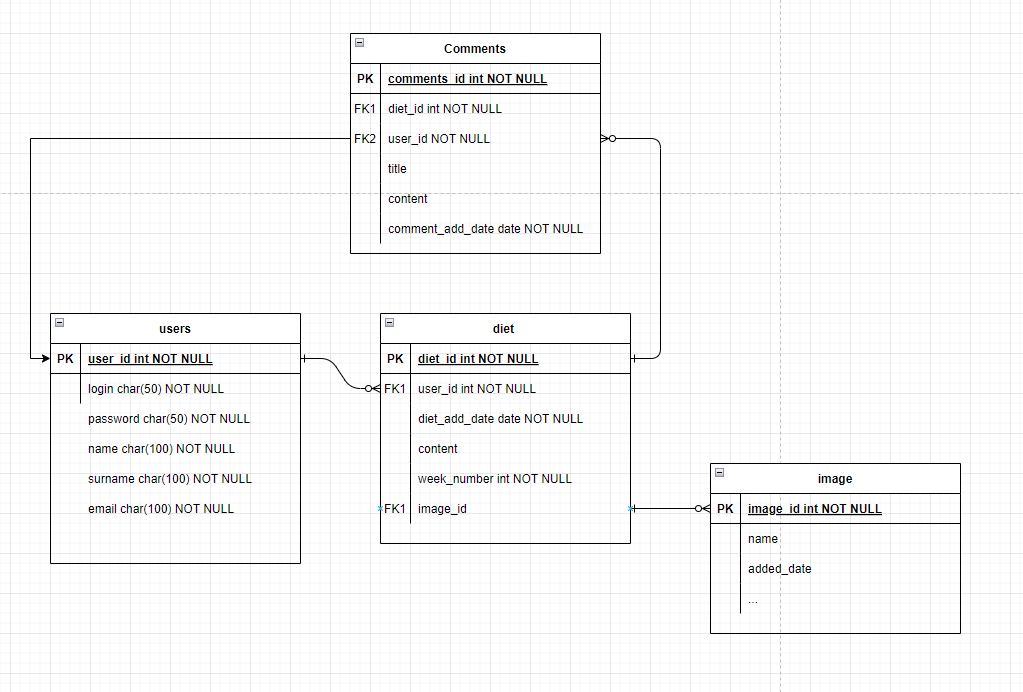 Comments
PK comments_id int NOT NULL
FK1 diet_id int NOT NULL
FK2 user_id NOT NULL
title
content
comment_add_date date NOT NULL
users
PK user_id int NOT NULL
login char(50) NOT NULL
password char(50) NOT NULL
name char(100) NOT NULL
surname char(100) NOT NULL
email char(100) NOT NULL
diet
PK diet_id int NOT NULL
FK1 user_id int NOT NULL
diet_add_date date NOT NULL
content
week_number int NOT NULL
FK1 image_id
image
PK image_id int NOT NULL
name
added_date
...